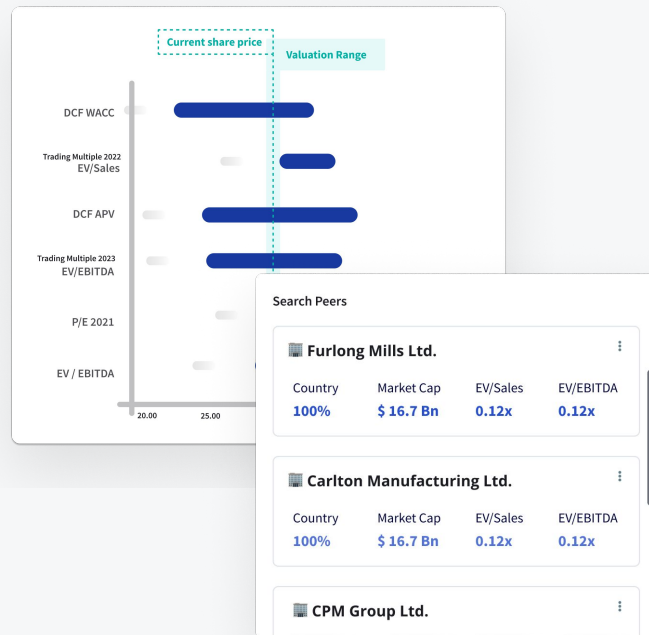 Current share price
Valuation Range
DCF WACC
Trading Multiple 2022
EV/Sales
DCF APV
Trading Multiple 2023
EV/EBITDA
P/E 2021
EV / EBITDA
20.00 25.00
Search Peers
Furlong Mills Ltd.
Country Market Cap EV/Sales EV/EBITDA
100% $ 16.7 Bn 0.12x 0.12x
Carlton Manufacturing Ltd.
Country Market Cap EV/Sales EV/EBITDA
100% $ 16.7 Bn 0.12x 0.12x
CPM Group Ltd.